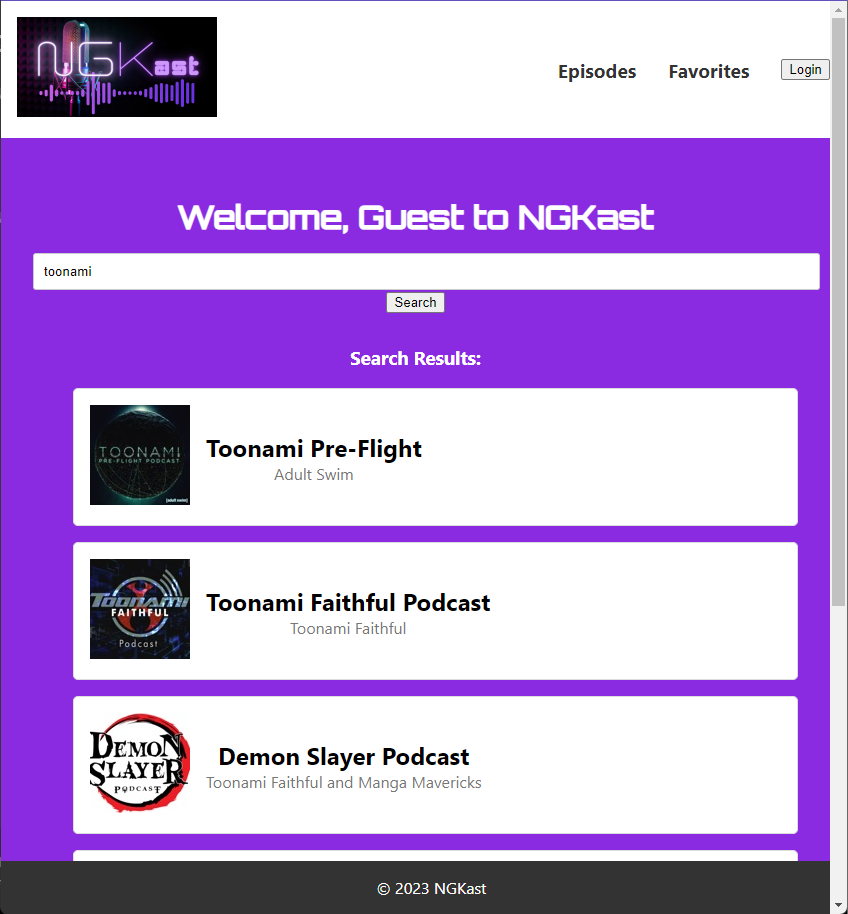 NGKast
Episodes
Favorites
Login
Welcome, Guest to NGKast
toonami
Search
Search Results:
TOONAMI
PRE-FLIGHT PODCAST
[adult swim]
Toonami Pre-Flight
Adult Swim
TOONAMI
FAITHFUL
Podcast
Toonami Faithful Podcast
Toonami Faithful
DEMON
SLAYER
PODCAST
Demon Slayer Podcast
Toonami Faithful and Manga Mavericks
© 2023 NGKast